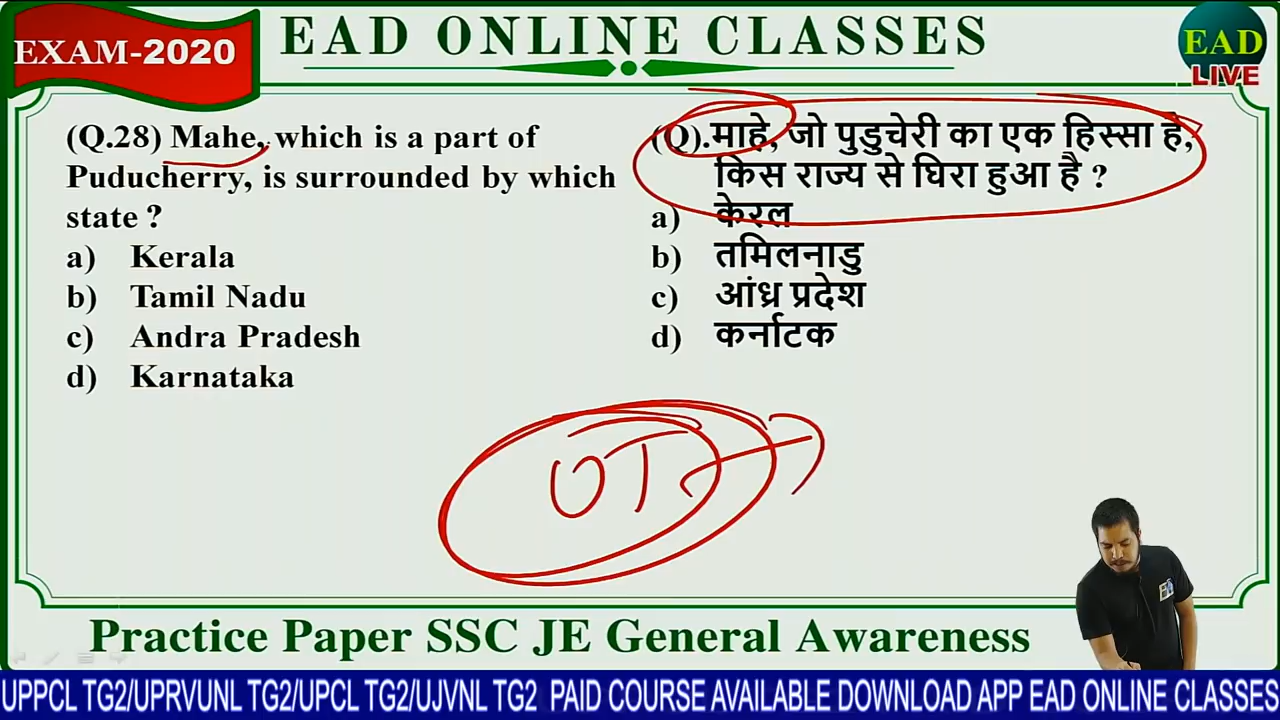 EXAM-2020
EAD ONLINE CLASSES
EAD
LIVE
(Q.28) Mahe, which is a part of
Puducherry, is surrounded by which
state ?
a) Kerala
b) Tamil Nadu
c) Andra Pradesh
d) Karnataka
(Q).माहे, जो पुडुचेरी का एक हिस्सा है,
किस राज्य से घिरा हुआ है ?
a) केरल
b) तमिलनाडु
c) आंध्र प्रदेश
d) कर्नाटक
UT
Practice Paper SSC JE General Awareness
UPPCL TG2/UPRVUNL TG2/UPCL TG2/UJVNL TG2 PAID COURSE AVAILABLE DOWNLOAD APP EAD ONLINE CLASSES